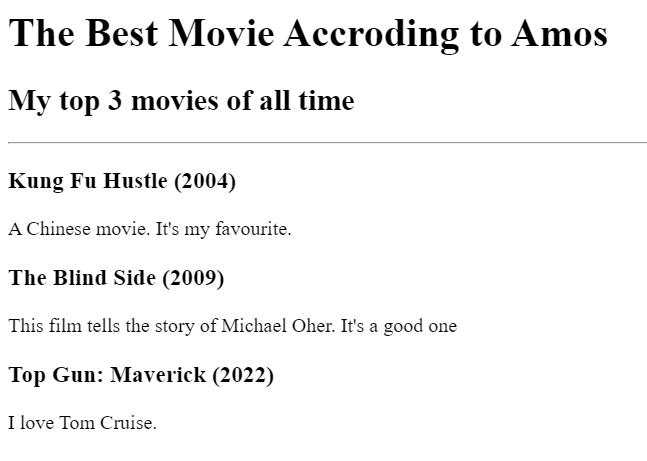 The Best Movie Accroding to Amos
My top 3 movies of all time
Kung Fu Hustle (2004)
A Chinese movie. It's my favourite.
The Blind Side (2009)
This film tells the story of Michael Oher. It's a good one
Top Gun: Maverick (2022)
I love Tom Cruise.